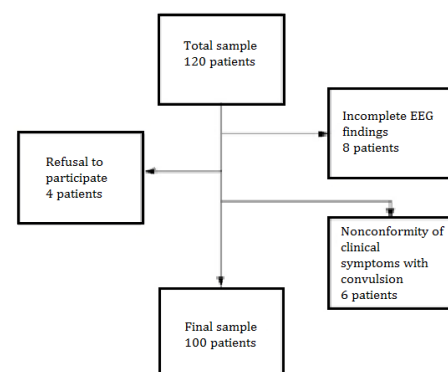 Total sample
120 patients
Incomplete EEG
findings
8 patients
Refusal to
participate
4 patients
Nonconformity of
clinical
symptoms with
convulsion
6 patients
Final sample
100 patients